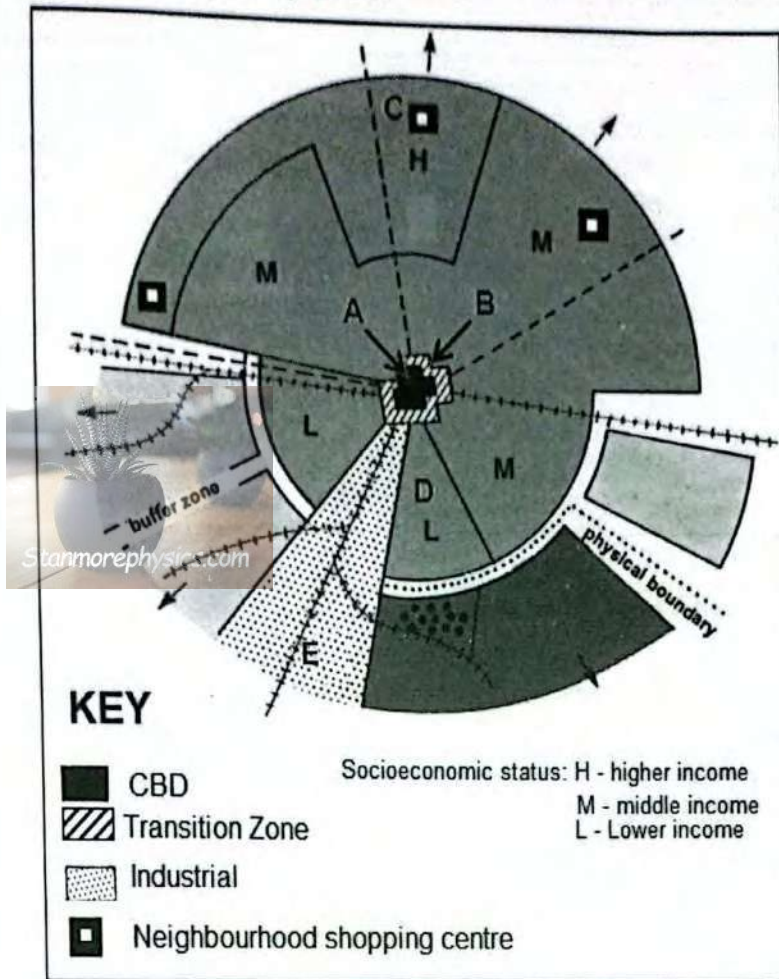 C
H
M
M
A
B
L
D
M
L
buffer zone
Stanmorephysics.com
physical boundary
E
KEY
CBD
Transition Zone
Industrial
Neighbourhood shopping centre
Socioeconomic status: H - higher income
M - middle income
L - Lower income